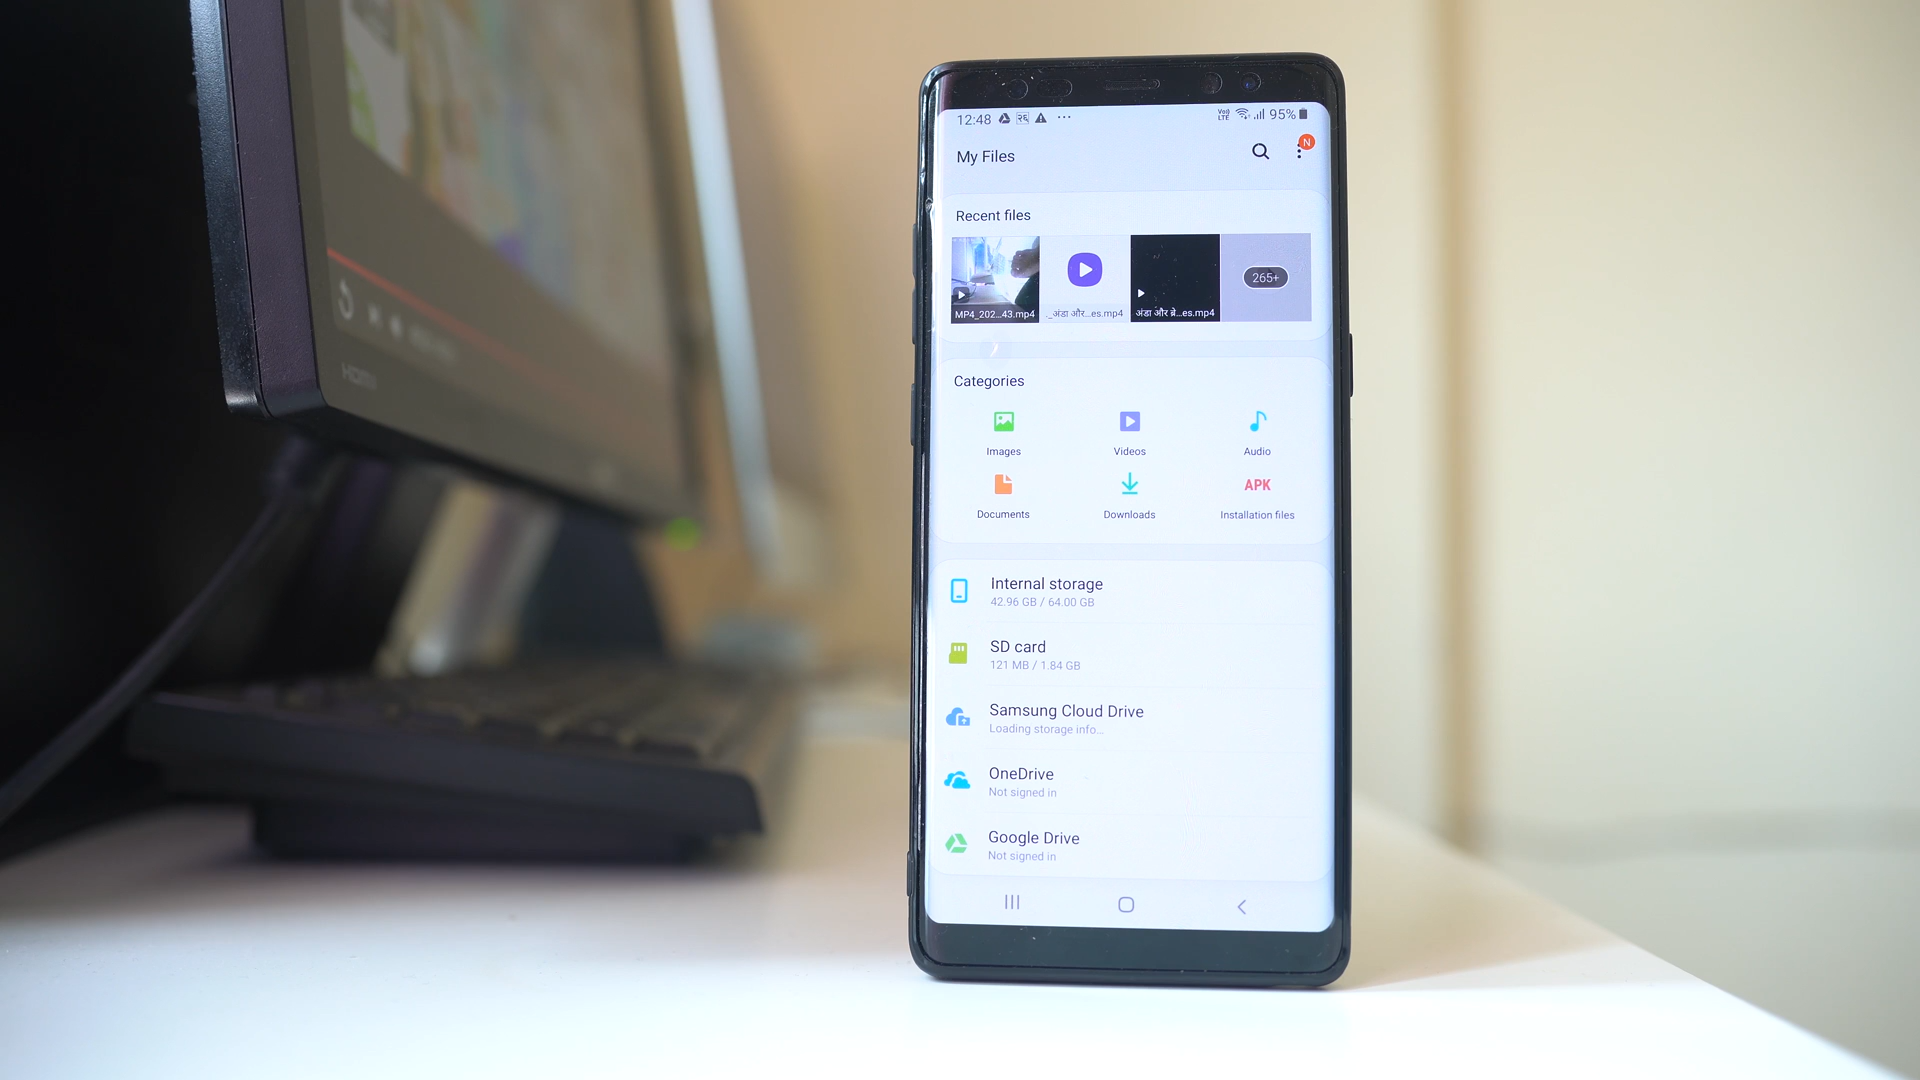 12:48
Vo)) LTE 95%
My Files
N
Recent files
MP4_202...43.mp4
._अंडा और...es.mp4
अंडा और ब्रे...es.mp4
265+
Categories
Images
Videos
Audio
Documents
Downloads
APK
Installation files
Internal storage
42.96 GB / 64.00 GB
SD card
121 MB / 1.84 GB
Samsung Cloud Drive
Loading storage info...
OneDrive
Not signed in
Google Drive
Not signed in